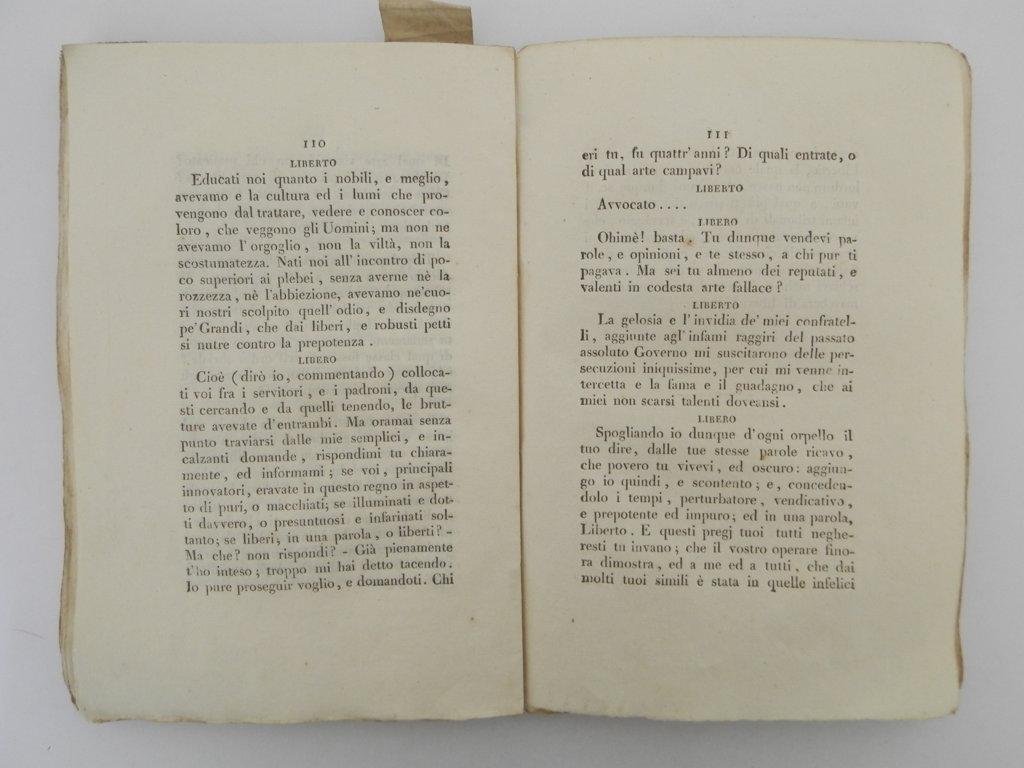 110
LIBERTO
Educati noi quanto i nobili, e meglio,
avevamo e la cultura ed i lumi che pro-
vengono dal trattare, vedere e conoscer co-
loro, che veggono gli Uomini; ma non ne
avevamo l'orgoglio, non la viltà, non la
scostumatezza. Nati noi all'incontro di po-
co superiori ai plebei, senza averne nè la
rozzezza, nè l'abbiezione, avevamo ne'cuo-
ri nostri scolpito quell'odio, e disdegno
pe'Grandi, che dai liberi, e robusti petti
si nutre contro la prepotenza.
LIBERO
Cioè (dirò io, commentando) colloca-
ti voi fra i servitori, e i padroni, da que-
sti cercando e da quelli tenendo, le brut-
ture avevate d'entrambi. Ma oramai senza
punto traviarsi dalle mie semplici, e in-
calzanti domande, rispondimi tu chiara-
mente, ed informami; se voi, principali
innovatori, eravate in questo regno in aspet-
to di puri, o macchiati; se illuminati e dot-
ti davvero, o presuntuosi e infarinati sol-
tanto; se liberi, in una parola, o liberti? -
Ma che? non rispondi? - Già pienamente
t'ho inteso; troppo mi hai detto tacendo.
Io pure proseguir voglio, e domandoti. Chi
111
eri tu, fu quattr'anni? Di quali entrate, o
di qual arte campavi?
LIBERTO
Avvocato....
LIBERO
Ohimè! basta. Tu dunque vendevi pa-
role, e opinioni, e te stesso, a chi pur ti
pagava. Ma sei tu almeno dei reputati, e
valenti in codesta arte fallace?
LIBERTO
La gelosia e l'invidia de'miei confratel-
li, aggiunte agl'infami raggiri del passato
assoluto Governo mi suscitarono delle per-
secuzioni iniquissime, per cui mi venne in-
tercetta e la fama e il guadagno, che ai
miei non scarsi talenti doveansi.
LIBERO
Spogliando io dunque d'ogni orpello il
tuo dire, dalle tue stesse parole ricavo,
che povero tu vivevi, ed oscuro: aggiun-
go io quindi, e scontento; e, conceden-
dolo i tempi, perturbatore, vendicativo,
e prepotente ed impuro; ed in una parola,
Liberto. E questi pregj tuoi tutti neghe-
resti tu invano; che il vostro operare fino-
ra dimostra, ed a me ed a tutti, che dai
molti tuoi simili è stata in quelle infelici